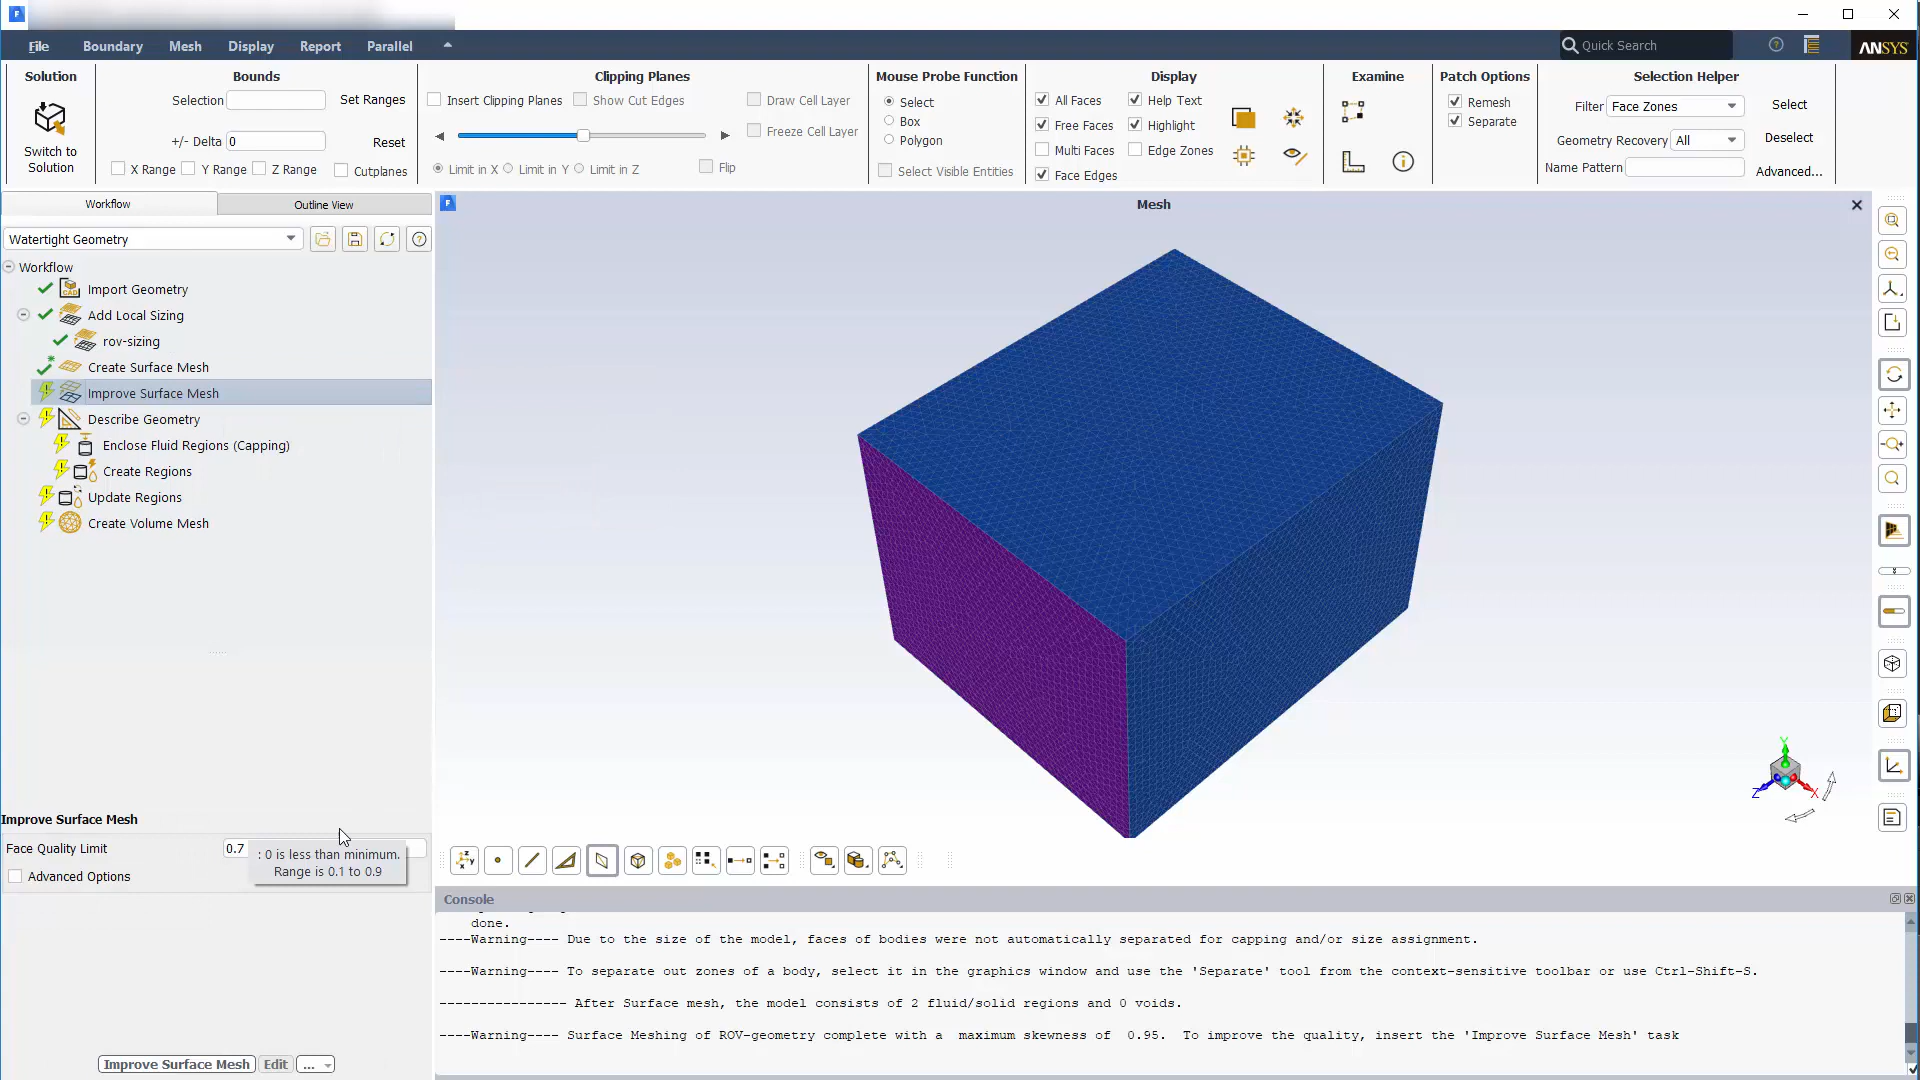 File Boundary Mesh Display Report Parallel Quick Search ANSYS
Solution Bounds Clipping Planes Mouse Probe Function Display Examine Patch Options Selection Helper
Switch to
Solution
Selection Set Ranges
+/- Delta 0 Reset
X Range Y Range Z Range Cutplanes
Insert Clipping Planes Show Cut Edges Draw Cell Layer
Freeze Cell Layer
Limit in X Limit in Y Limit in Z Flip
Select
Box
Polygon
Select Visible Entities
All Faces Help Text
Free Faces Highlight
Multi Faces Edge Zones
Face Edges
Remesh
Separate
Filter Face Zones Select
Geometry Recovery All Deselect
Name Pattern Advanced...
Workflow Outline View
Watertight Geometry
Workflow
Import Geometry
Add Local Sizing
rov-sizing
Create Surface Mesh
Improve Surface Mesh
Describe Geometry
Enclose Fluid Regions (Capping)
Create Regions
Update Regions
Create Volume Mesh
Improve Surface Mesh
Face Quality Limit 0.7
: 0 is less than minimum.
Range is 0.1 to 0.9
Advanced Options
Improve Surface Mesh Edit ...
Mesh
Y
Z X
Console
done.
----Warning---- Due to the size of the model, faces of bodies were not automatically separated for capping and/or size assignment.
----Warning---- To separate out zones of a body, select it in the graphics window and use the 'Separate' tool from the context-sensitive toolbar or use Ctrl-Shift-S.
---------------- After Surface mesh, the model consists of 2 fluid/solid regions and 0 voids.
----Warning---- Surface Meshing of ROV-geometry complete with a maximum skewness of 0.95. To improve the quality, insert the 'Improve Surface Mesh' task